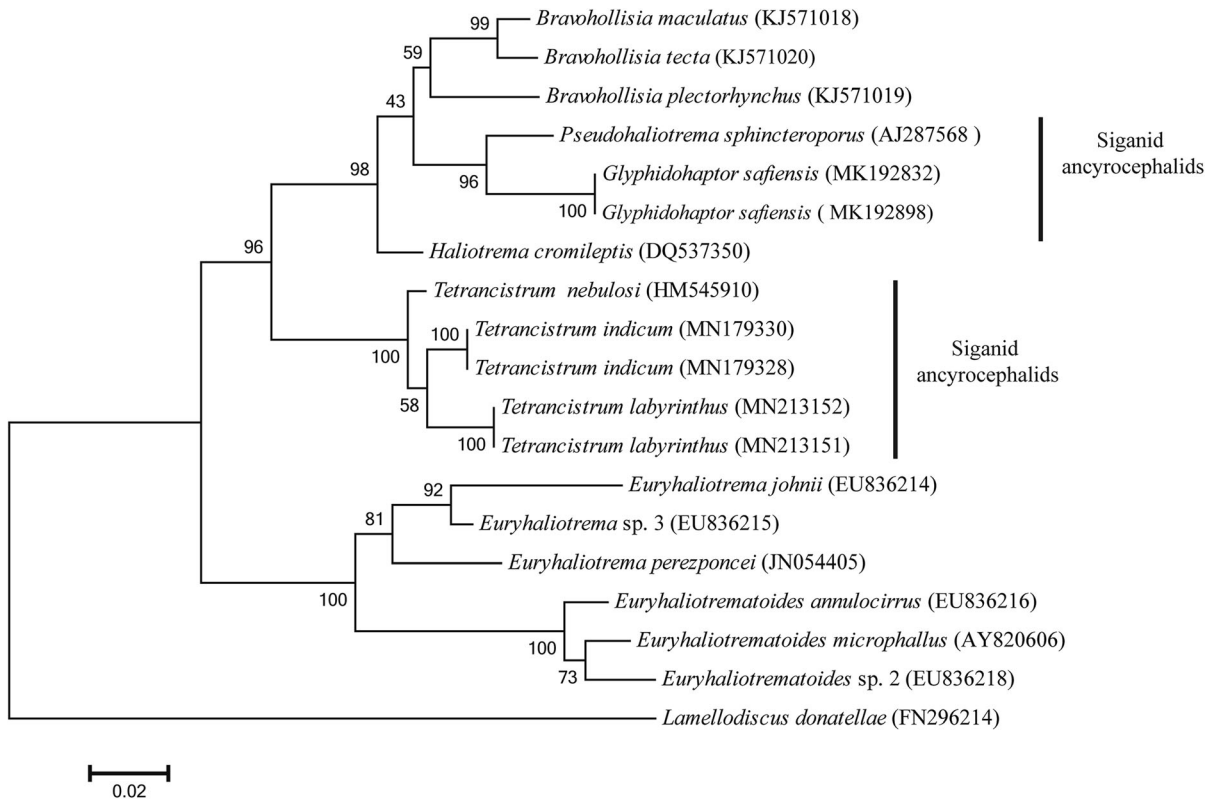 99
Bravohollisia maculatus (KJ571018)
59
Bravohollisia tecta (KJ571020)
43
Bravohollisia plectorhynchus (KJ571019)
Pseudohaliotrema sphincteroporus (AJ287568 )
98
96
Glyphidohaptor safiensis (MK192832)
100
Glyphidohaptor safiensis ( MK192898)
Siganid
ancyrocephalids
96
Haliotrema cromileptis (DQ537350)
Tetrancistrum nebulosi (HM545910)
100
100
Tetrancistrum indicum (MN179330)
Tetrancistrum indicum (MN179328)
58
Tetrancistrum labyrinthus (MN213152)
100
Tetrancistrum labyrinthus (MN213151)
Siganid
ancyrocephalids
92
Euryhaliotrema johnii (EU836214)
81
Euryhaliotrema sp. 3 (EU836215)
Euryhaliotrema perezponcei (JN054405)
100
Euryhaliotrematoides annulocirrus (EU836216)
100
Euryhaliotrematoides microphallus (AY820606)
73
Euryhaliotrematoides sp. 2 (EU836218)
Lamellodiscus donatellae (FN296214)
0.02